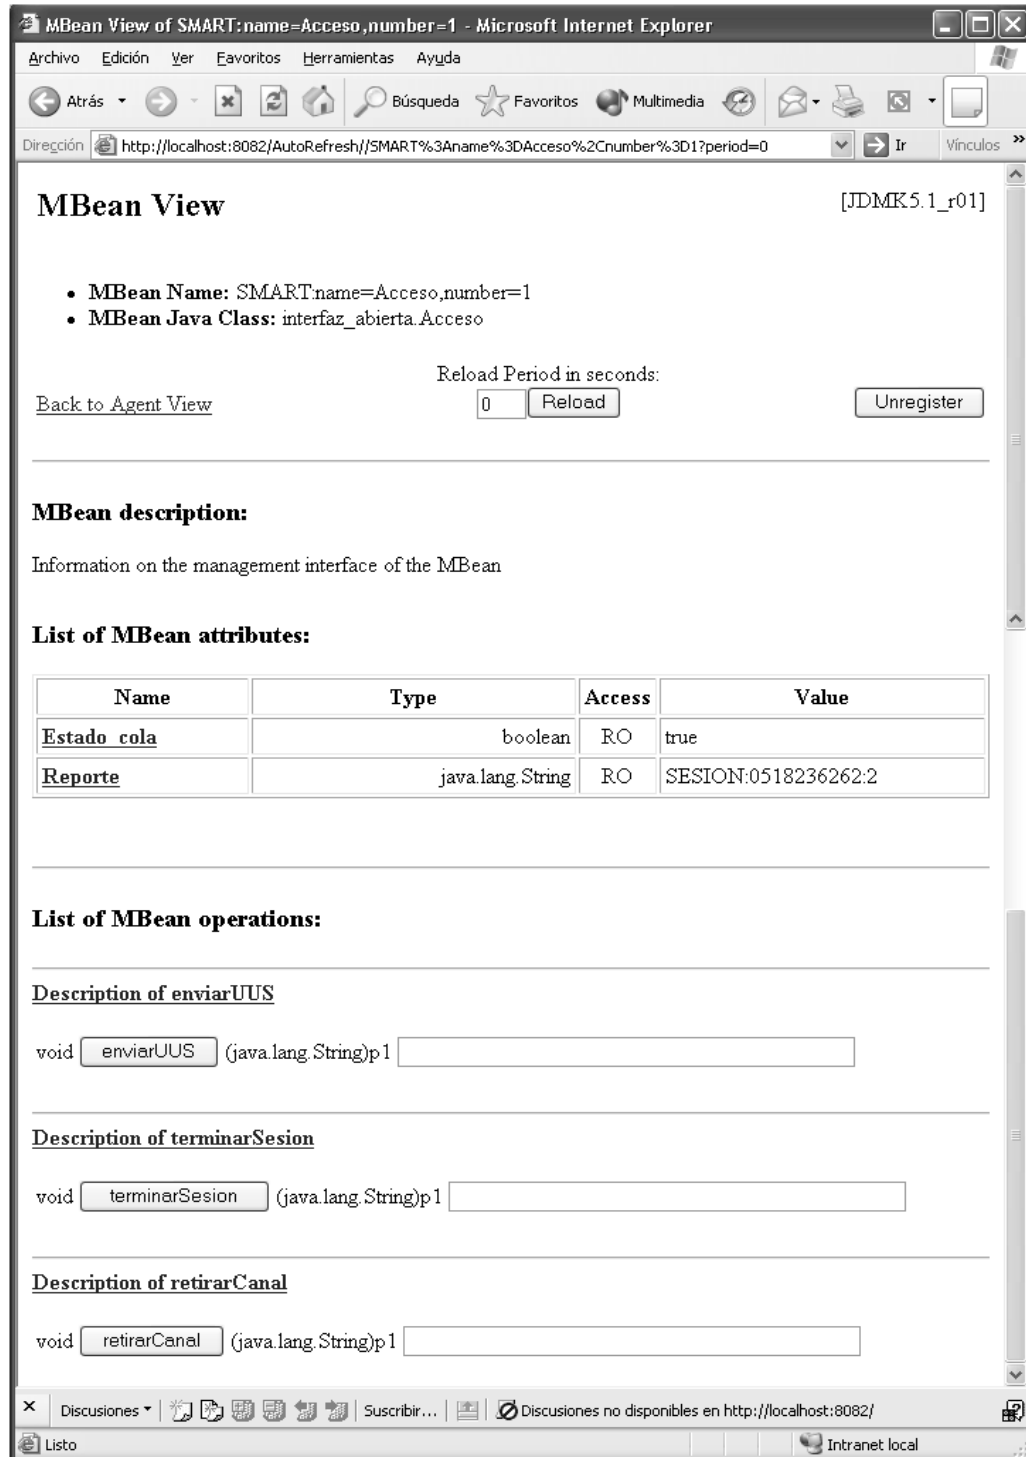 MBean View of SMART:name=Acceso,number=1 - Microsoft Internet Explorer
Archivo Edición Ver Favoritos Herramientas Ayuda
Atrás Búsqueda Favoritos Multimedia
Dirección http://localhost:8082/AutoRefresh//SMART%3Aname%3DAcceso%2Cnumber%3D1?period=0 Ir Vínculos »
MBean View [JDMK5.1_r01]
• MBean Name: SMART:name=Acceso,number=1
• MBean Java Class: interfaz_abierta.Acceso
Reload Period in seconds:
Back to Agent View 0 Reload Unregister
MBean description:
Information on the management interface of the MBean
List of MBean attributes:
Name Type Access Value
Estado_cola boolean RO true
Reporte java.lang.String RO SESION:0518236262:2
List of MBean operations:
Description of enviarUUS
void enviarUUS (java.lang.String)p1
Description of terminarSesion
void terminarSesion (java.lang.String)p1
Description of retirarCanal
void retirarCanal (java.lang.String)p1
Discusiones Suscribir... Discusiones no disponibles en http://localhost:8082/
Listo Intranet local